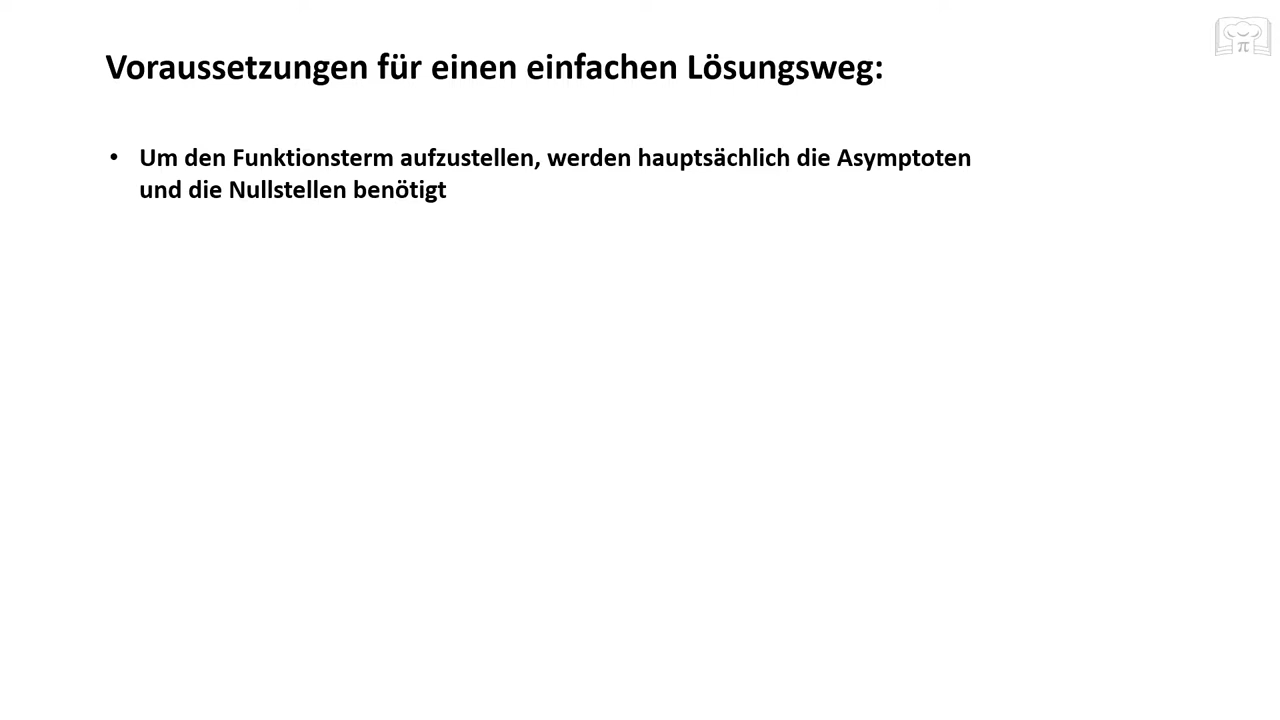 Voraussetzungen für einen einfachen Lösungsweg:
• Um den Funktionsterm aufzustellen, werden hauptsächlich die Asymptoten
und die Nullstellen benötigt
π